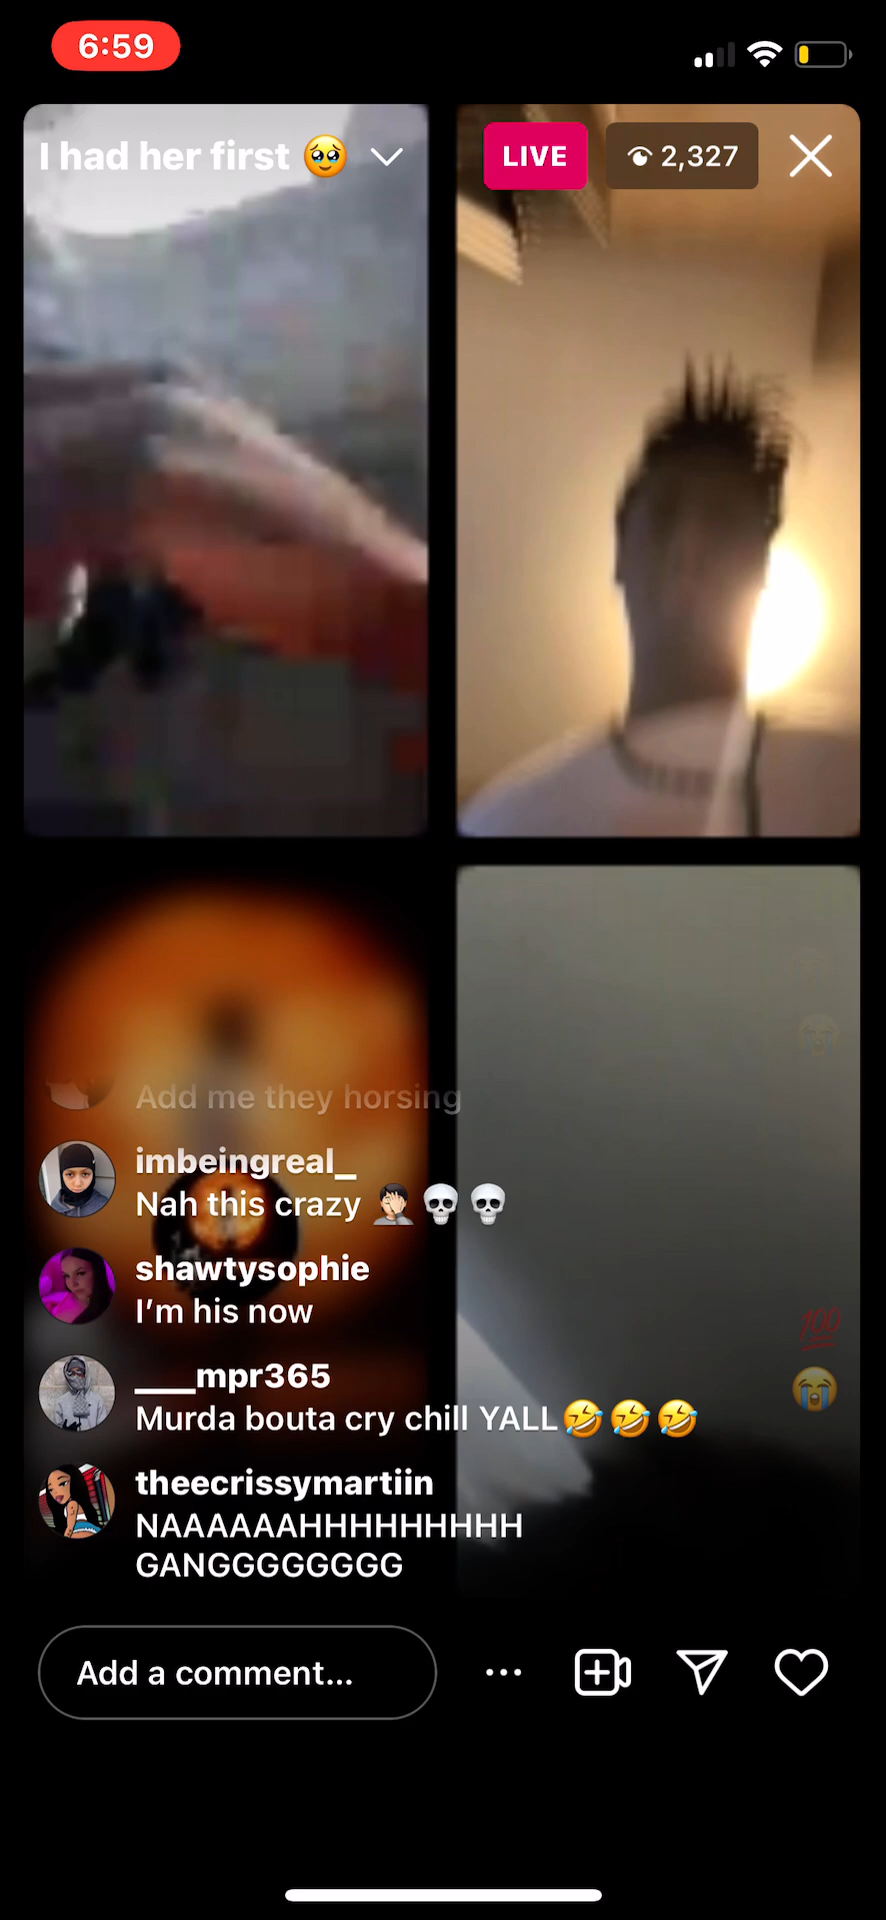 6:59
I had her first 🥹
LIVE
2,327
Add me they horsing
imbeingreal_
Nah this crazy 🤦🏻‍♂️💀💀
shawtysophie
I’m his now
___mpr365
Murda bouta cry chill YALL🤣🤣🤣
theecrissymartiin
NAAAAAAHHHHHHHHH
GANGGGGGGGG
Add a comment...